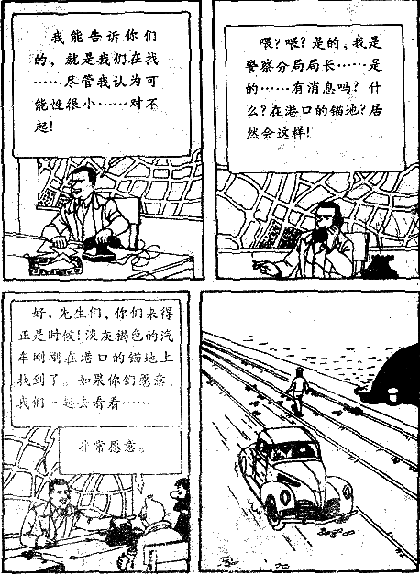 我能告诉你们
的，就是我们在找
……尽管我认为可
能性很小……对不
起！
喂？喂？是的，我是
警察分局局长……是
的……有消息吗？什
么？在港口的锚地？居
然会这样！
好，先生们，你们来得
正是时候！淡灰银色的汽
车刚刚在港口的锚地上
找到了。如果你们愿意，
我们一起去看看……
非常愿意。